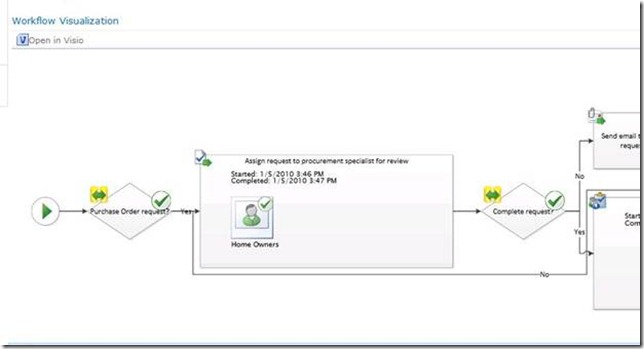 Workflow Visualization
Open in Visio
Purchase Order request?
Yes
Assign request to procurement specialist for review
Started: 1/5/2010 3:46 PM
Completed: 1/5/2010 3:47 PM
Home Owners
Complete request?
No
Yes
No
Send email t
reque
Star
Com